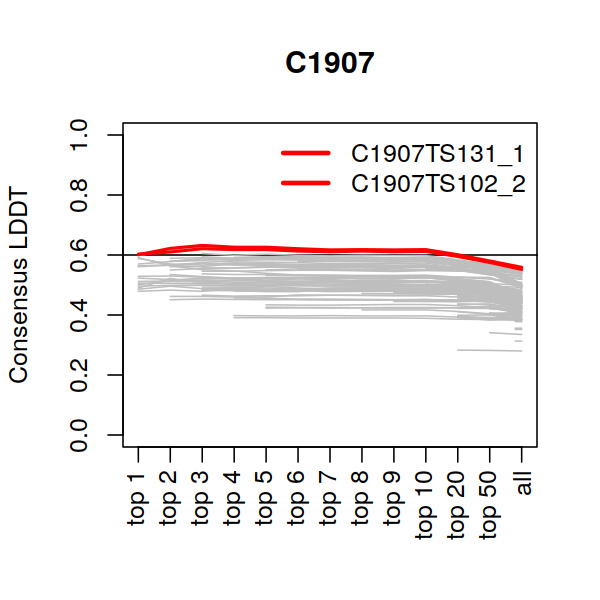 C1907
C1907TS131_1
C1907TS102_2
Consensus LDDT
1.0
0.8
0.6
0.4
0.2
0.0
top 1
top 2
top 3
top 4
top 5
top 6
top 7
top 8
top 9
top 10
top 20
top 50
all